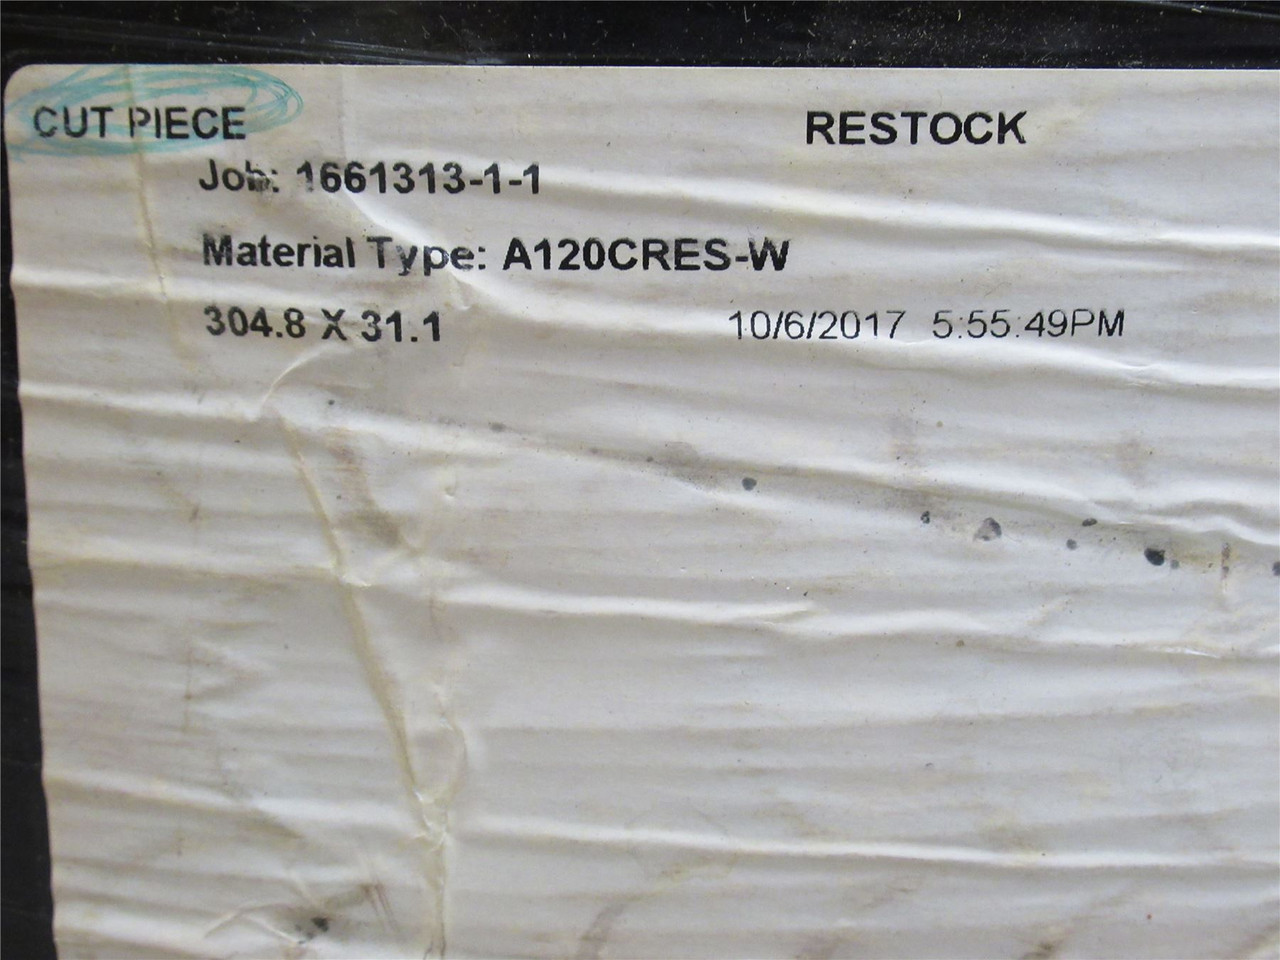 CUT PIECE
RESTOCK
Job: 1661313-1-1
Material Type: A120CRES-W
304.8 X 31.1
10/6/2017 5:55:49PM